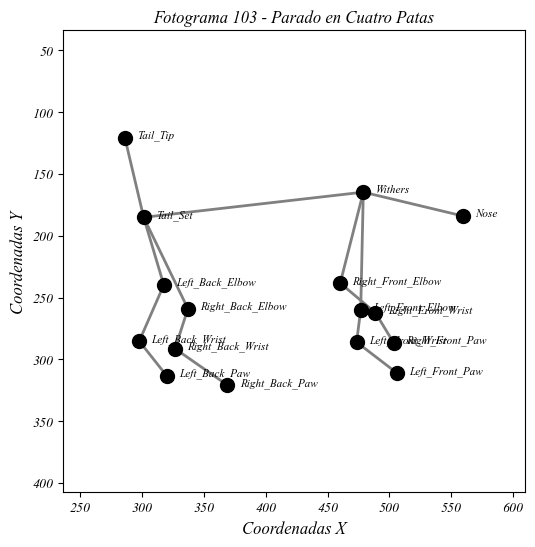 Fotograma 103 - Parado en Cuatro Patas
Coordenadas Y
50
100
150
200
250
300
350
400
Tail_Tip
Withers
Nose
Tail_Set
Left_Back_Elbow
Right_Front_Elbow
Right_Back_Elbow
Left_Front_Elbow
Right_Front_Wrist
Left_Back_Wrist
Left_Front_Wrist
Right_Front_Paw
Right_Back_Wrist
Left_Back_Paw
Left_Front_Paw
Right_Back_Paw
250
300
350
400
450
500
550
600
Coordenadas X